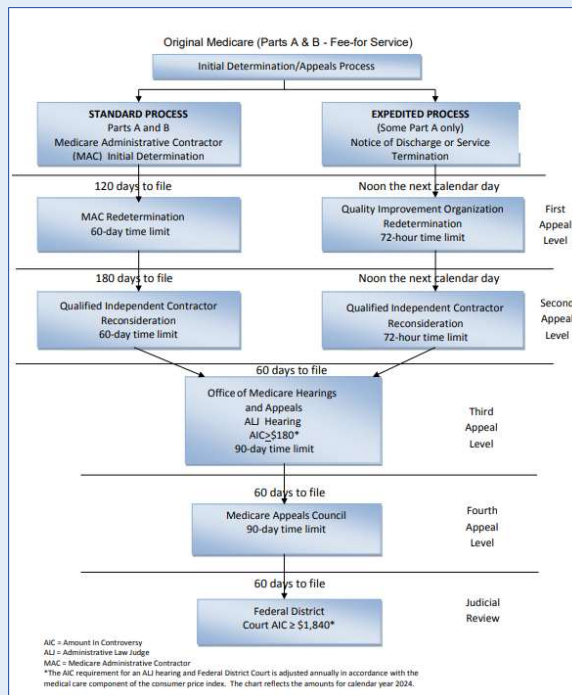 Original Medicare (Parts A & B - Fee-for Service)
Initial Determination/Appeals Process
STANDARD PROCESS
Parts A and B
Medicare Administrative Contractor
(MAC) Initial Determination
EXPEDITED PROCESS
(Some Part A only)
Notice of Discharge or Service
Termination
120 days to file
Noon the next calendar day
MAC Redetermination
60-day time limit
Quality Improvement Organization
Redetermination
72-hour time limit
First
Appeal
Level
180 days to file
Noon the next calendar day
Qualified Independent Contractor
Reconsideration
60-day time limit
Qualified Independent Contractor
Reconsideration
72-hour time limit
Second
Appeal
Level
60 days to file
Office of Medicare Hearings
and Appeals
ALJ Hearing
AIC≥$180*
90-day time limit
Third
Appeal
Level
60 days to file
Medicare Appeals Council
90-day time limit
Fourth
Appeal
Level
60 days to file
Federal District
Court AIC ≥ $1,840*
Judicial
Review
AIC = Amount In Controversy
ALJ = Administrative Law Judge
MAC = Medicare Administrative Contractor
*The AIC requirement for an ALJ hearing and Federal District Court is adjusted annually in accordance with the
medical care component of the consumer price index. The chart reflects the amounts for calendar year 2024.